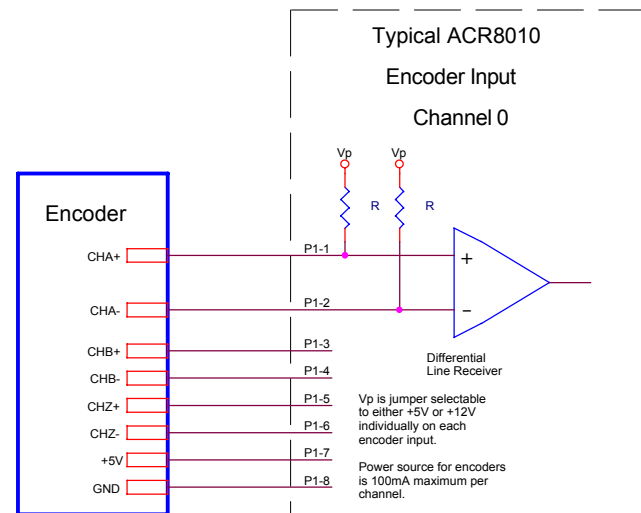 Typical ACR8010
Encoder Input
Channel 0
Vp
Vp
R
R
Encoder
CHA+
P1-1
+
CHA-
P1-2
−
CHB+
P1-3
CHB-
P1-4
CHZ+
P1-5
CHZ-
P1-6
+5V
P1-7
GND
P1-8
Differential
Line Receiver
Vp is jumper selectable
to either +5V or +12V
individually on each
encoder input.
Power source for encoders
is 100mA maximum per
channel.